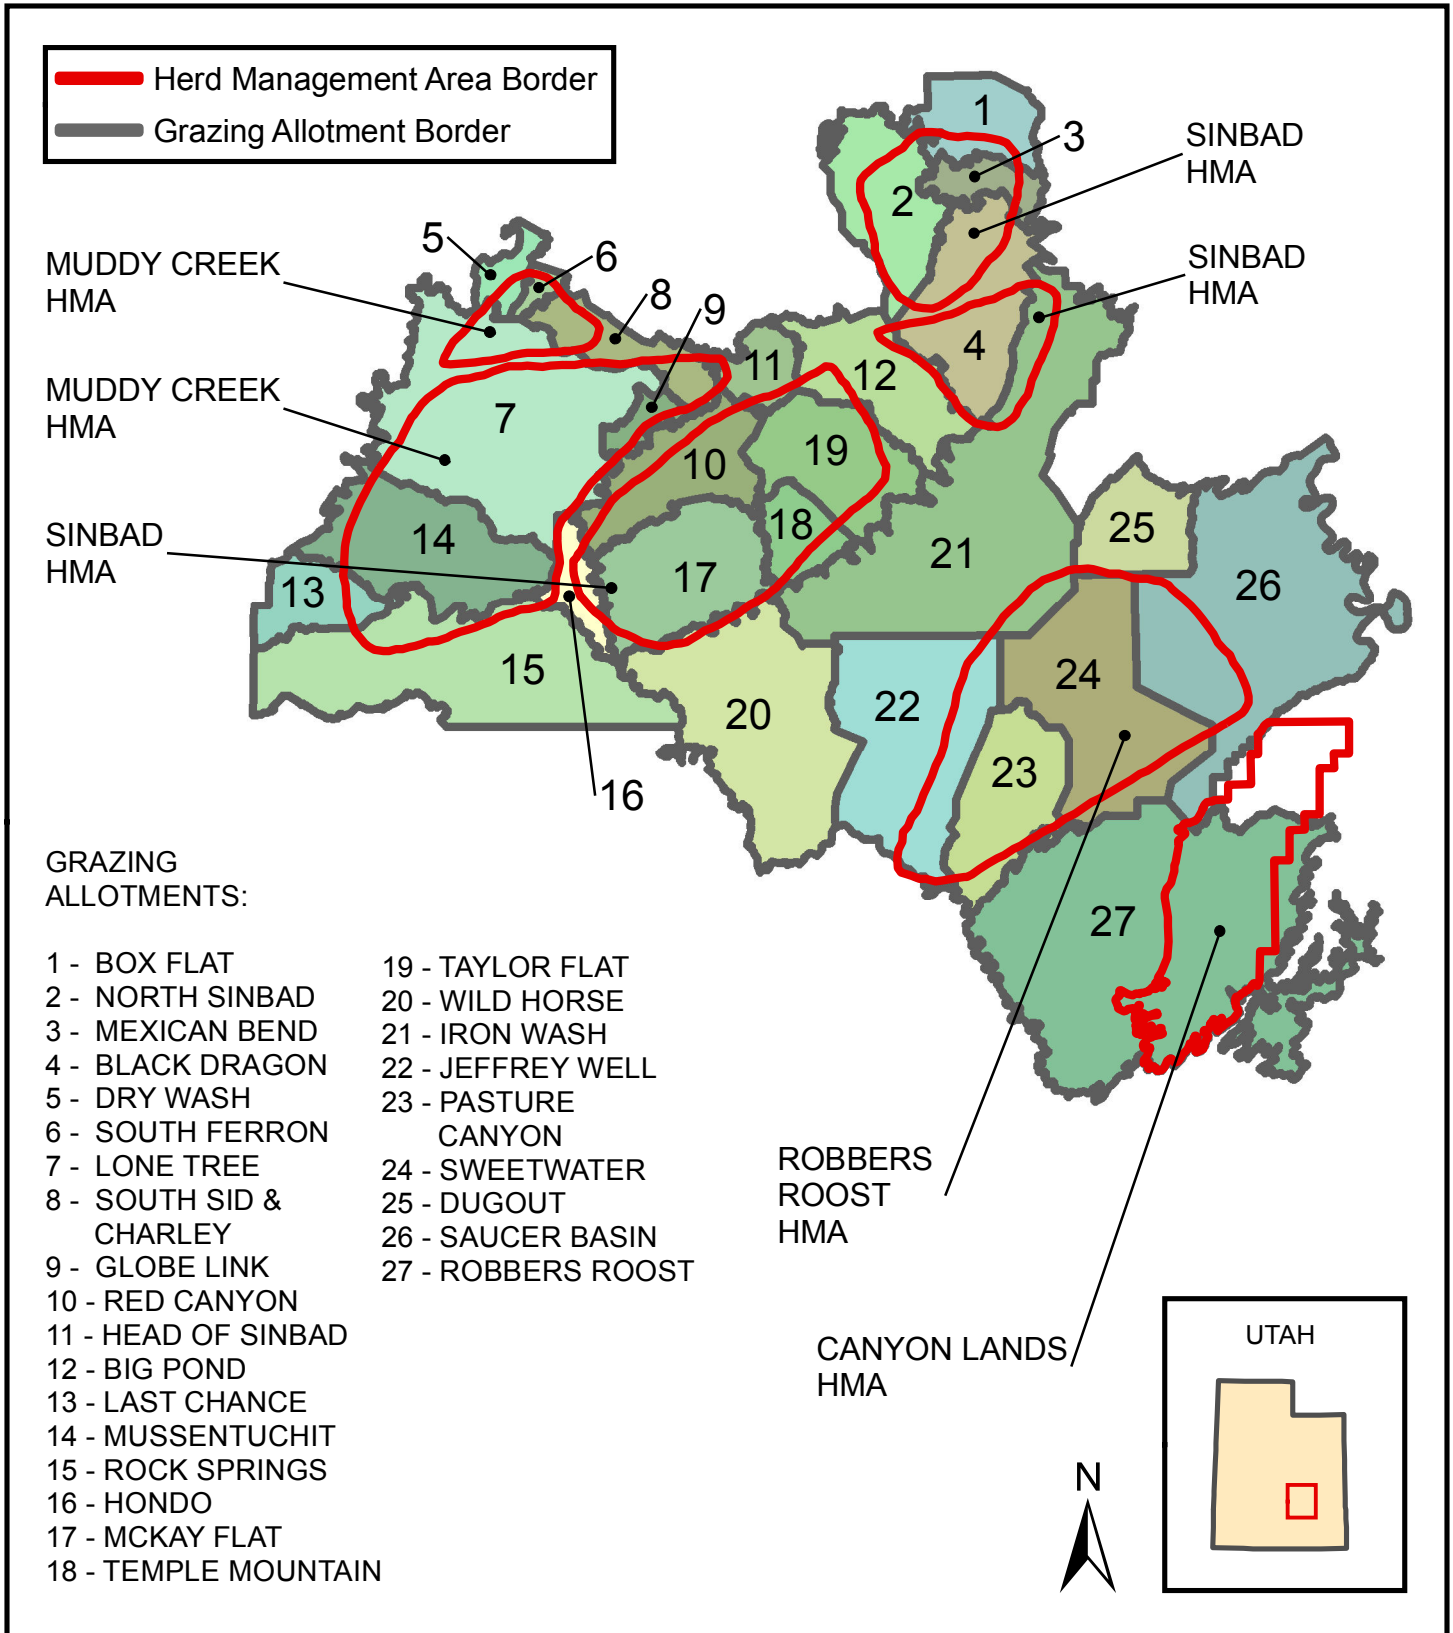 Herd Management Area Border
Grazing Allotment Border
1
3
SINBAD
HMA
2
5
6
MUDDY CREEK
HMA
SINBAD
HMA
8
9
4
11
12
MUDDY CREEK
HMA
7
19
10
SINBAD
HMA
14
18
25
21
17
13
26
15
24
20
22
23
16
27
GRAZING
ALLOTMENTS:
1 - BOX FLAT
2 - NORTH SINBAD
3 - MEXICAN BEND
4 - BLACK DRAGON
5 - DRY WASH
6 - SOUTH FERRON
7 - LONE TREE
8 - SOUTH SID &
CHARLEY
9 - GLOBE LINK
10 - RED CANYON
11 - HEAD OF SINBAD
12 - BIG POND
13 - LAST CHANCE
14 - MUSSENTUCHIT
15 - ROCK SPRINGS
16 - HONDO
17 - MCKAY FLAT
18 - TEMPLE MOUNTAIN
19 - TAYLOR FLAT
20 - WILD HORSE
21 - IRON WASH
22 - JEFFREY WELL
23 - PASTURE
CANYON
24 - SWEETWATER
25 - DUGOUT
26 - SAUCER BASIN
27 - ROBBERS ROOST
ROBBERS
ROOST
HMA
CANYON LANDS
HMA
N
UTAH